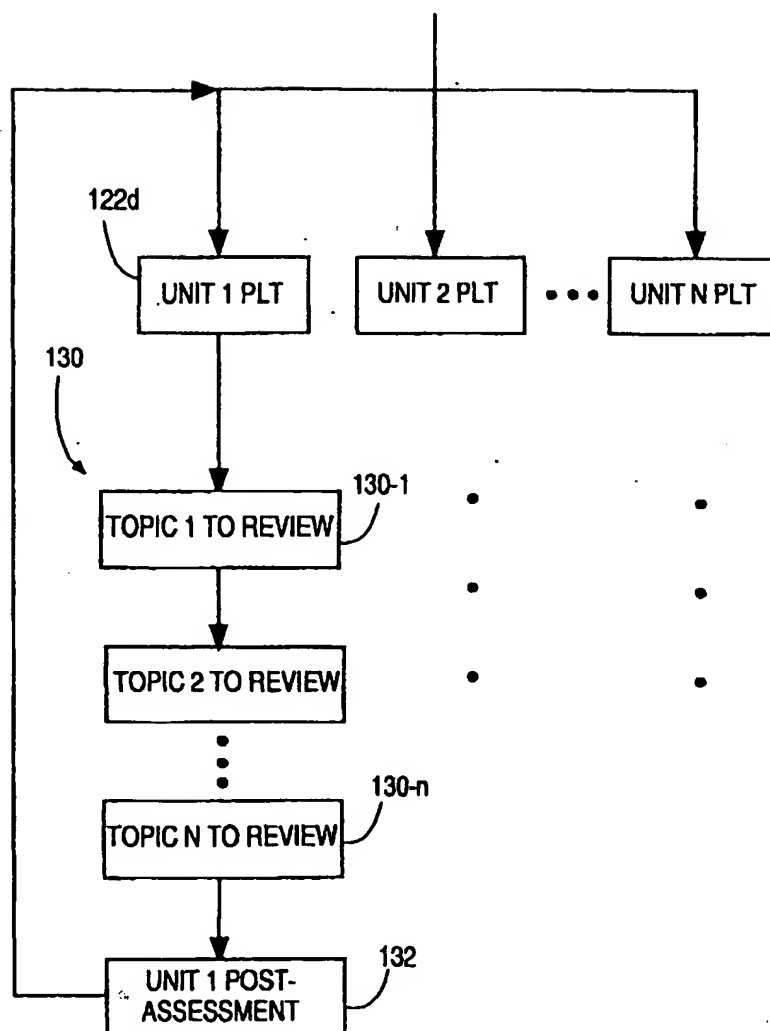 122d
UNIT 1 PLT
UNIT 2 PLT
UNIT N PLT
130
130-1
TOPIC 1 TO REVIEW
TOPIC 2 TO REVIEW
130-n
TOPIC N TO REVIEW
UNIT 1 POST-
ASSESSMENT
132